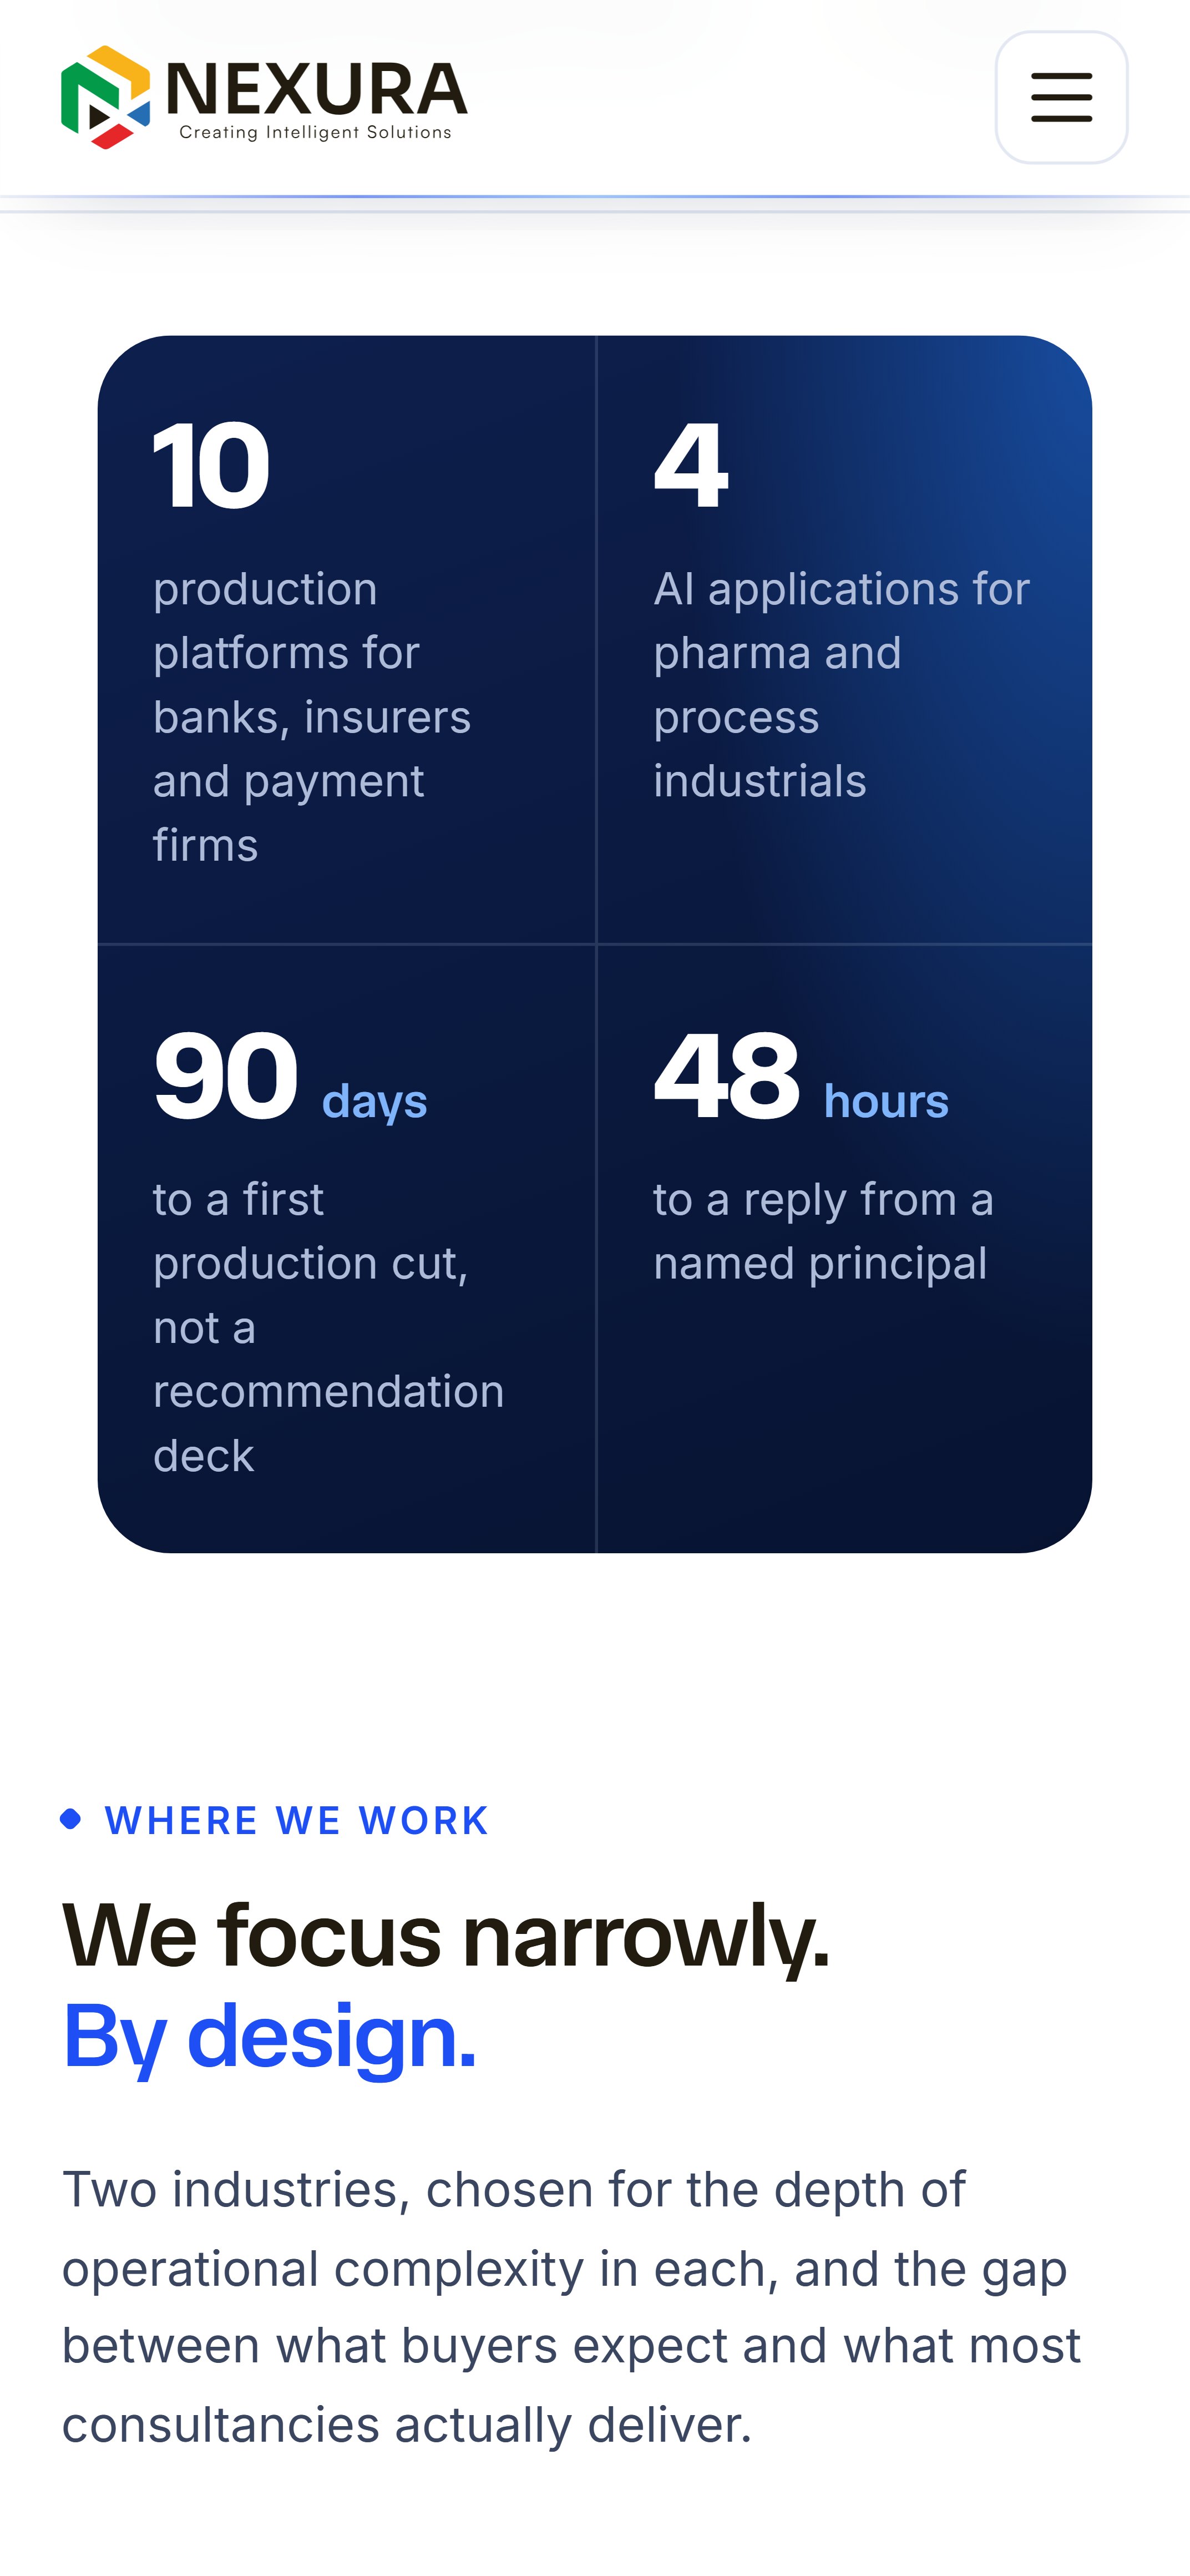 NEXURA
Creating Intelligent Solutions
10
production
platforms for
banks, insurers
and payment
firms
4
AI applications for
pharma and
process
industrials
90 days
to a first
production cut,
not a
recommendation
deck
48 hours
to a reply from a
named principal
WHERE WE WORK
We focus narrowly.
By design.
Two industries, chosen for the depth of
operational complexity in each, and the gap
between what buyers expect and what most
consultancies actually deliver.